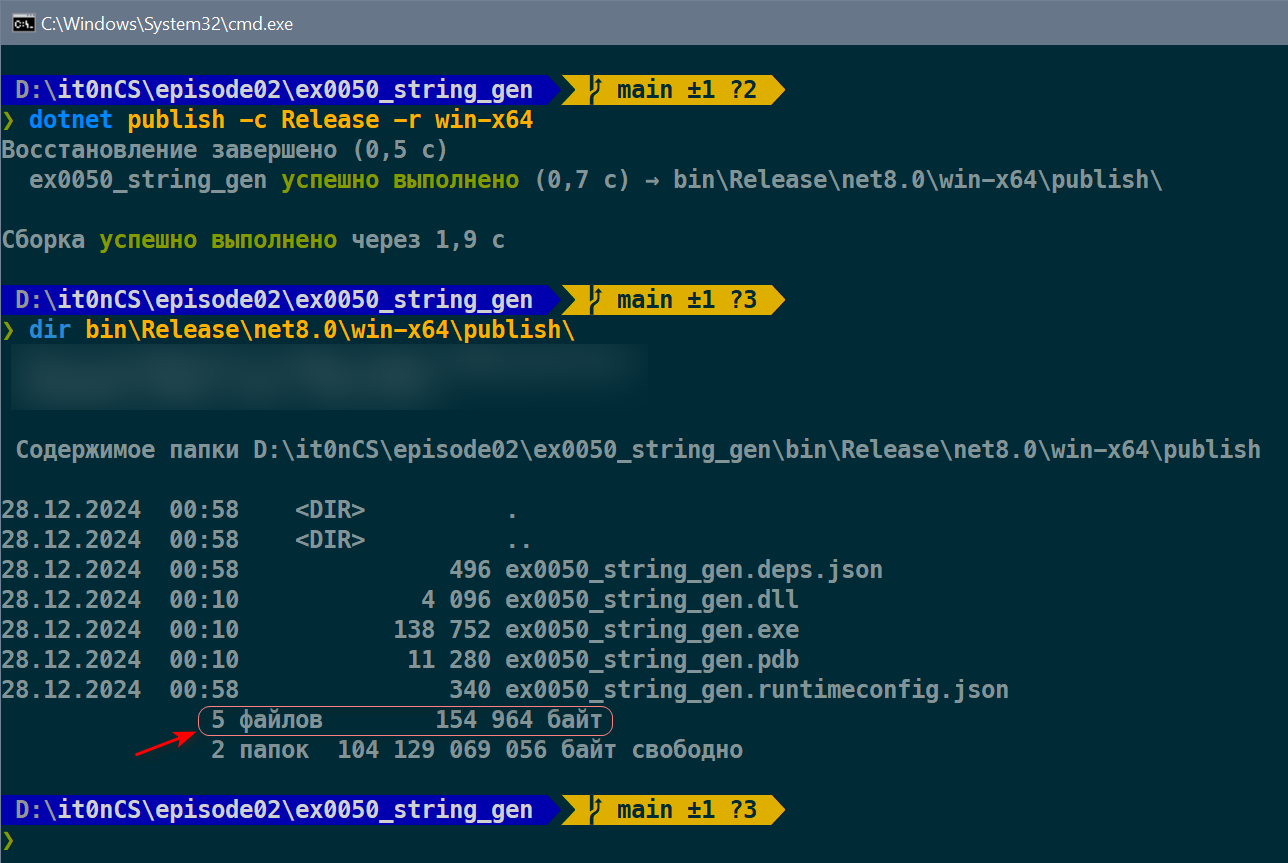 C:\Windows\System32\cmd.exe
D:\it0nCS\episode02\ex0050_string_gen main ±1 ?2
❯ dotnet publish -c Release -r win-x64
Восстановление завершено (0,5 с)
ex0050_string_gen успешно выполнено (0,7 с) → bin\Release\net8.0\win-x64\publish\
Сборка успешно выполнено через 1,9 с
D:\it0nCS\episode02\ex0050_string_gen main ±1 ?3
❯ dir bin\Release\net8.0\win-x64\publish\
Содержимое папки D:\it0nCS\episode02\ex0050_string_gen\bin\Release\net8.0\win-x64\publish
28.12.2024 00:58 <DIR> .
28.12.2024 00:58 <DIR> ..
28.12.2024 00:58 496 ex0050_string_gen.deps.json
28.12.2024 00:10 4 096 ex0050_string_gen.dll
28.12.2024 00:10 138 752 ex0050_string_gen.exe
28.12.2024 00:10 11 280 ex0050_string_gen.pdb
28.12.2024 00:58 340 ex0050_string_gen.runtimeconfig.json
5 файлов 154 964 байт
2 папок 104 129 069 056 байт свободно
D:\it0nCS\episode02\ex0050_string_gen main ±1 ?3
❯